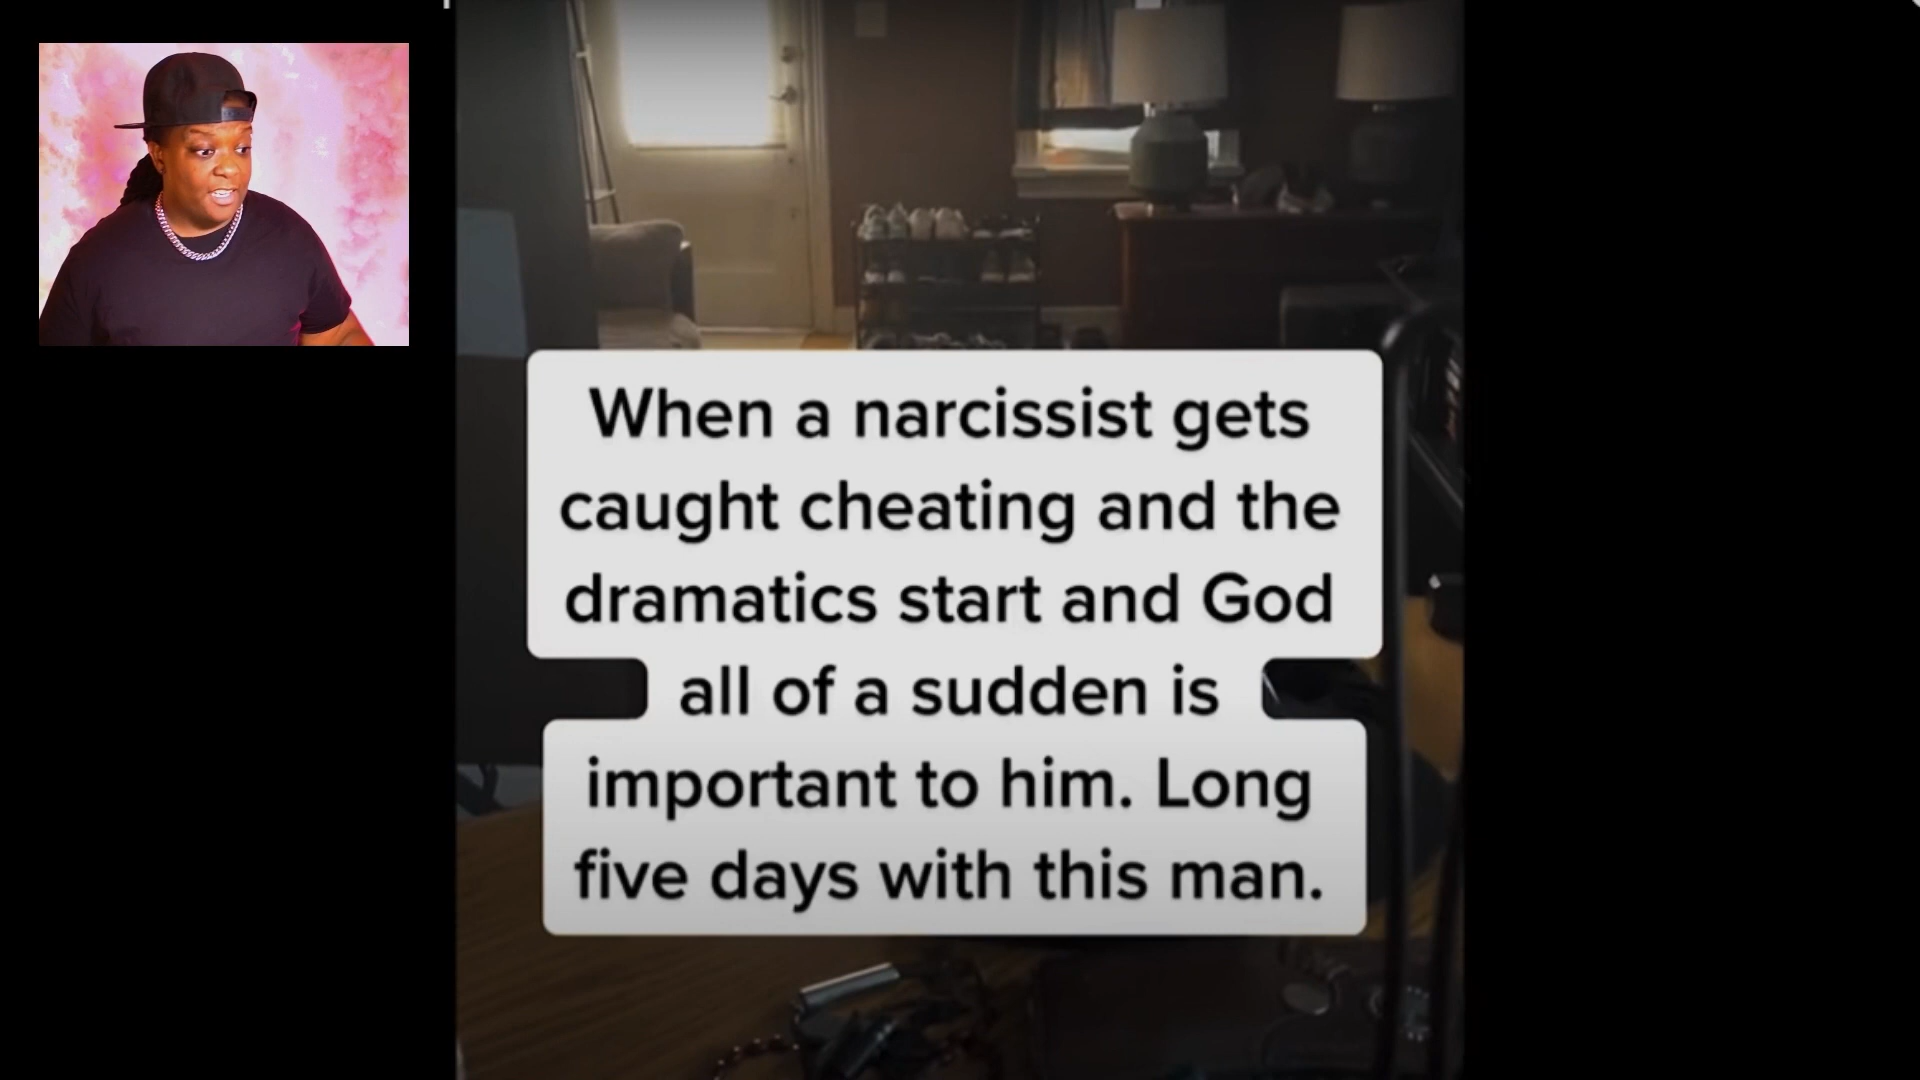 When a narcissist gets
caught cheating and the
dramatics start and God
all of a sudden is
important to him. Long
five days with this man.